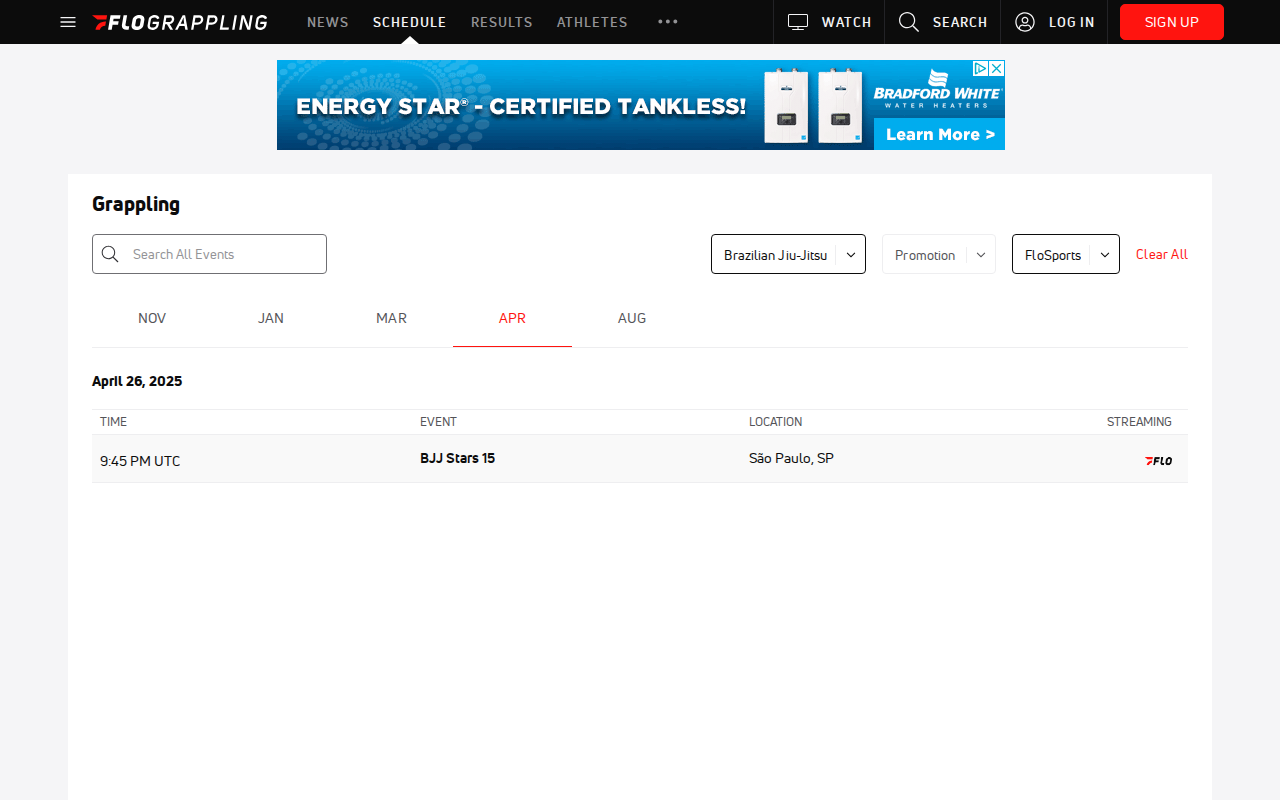 FLOGRAPPLING NEWS SCHEDULE RESULTS ATHLETES ••• WATCH SEARCH LOG IN SIGN UP
ENERGY STAR® - CERTIFIED TANKLESS!
BRADFORD WHITE
WATER HEATERS
Learn More >
Grappling
Search All Events
Brazilian Jiu-Jitsu
Promotion
FloSports
Clear All
NOV JAN MAR APR AUG
April 26, 2025
TIME EVENT LOCATION STREAMING
9:45 PM UTC BJJ Stars 15 São Paulo, SP FLO